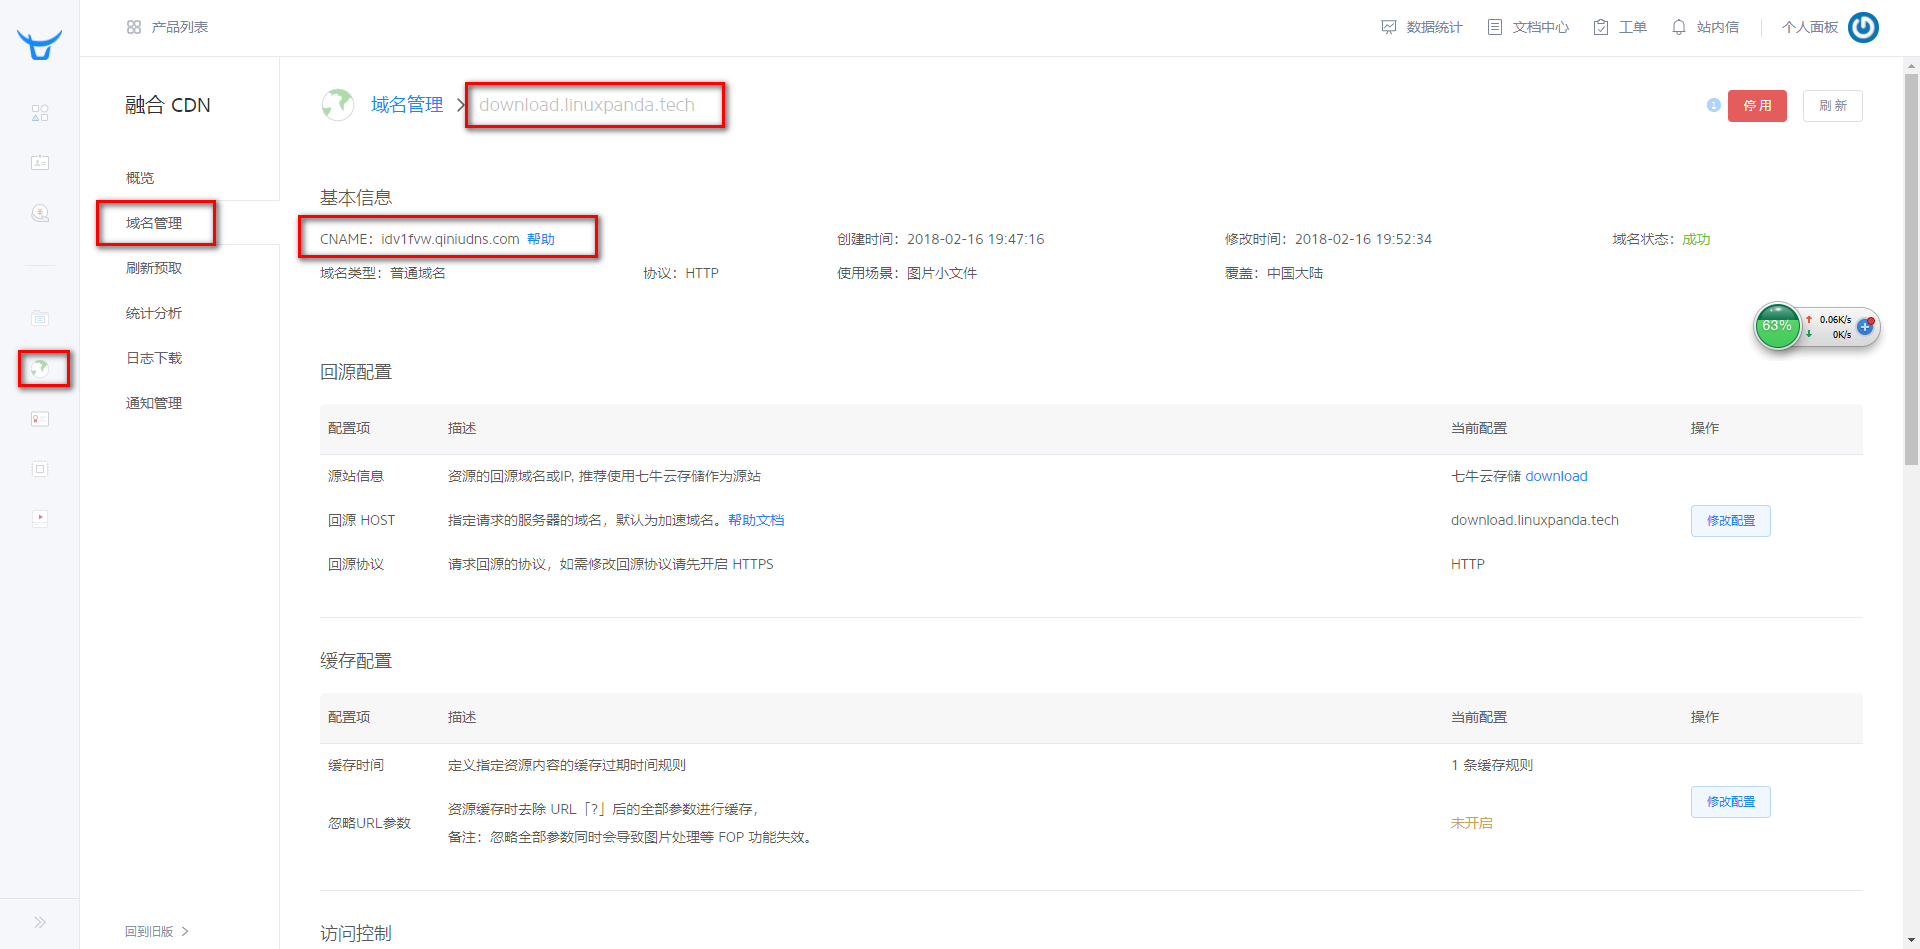 产品列表
数据统计 文档中心 工单 站内信 个人面板
融合 CDN
概览
域名管理
刷新预取
统计分析
日志下载
通知管理
回到旧版 >
域名管理 > download.linuxpanda.tech
停用 刷新
基本信息
CNAME：idv1fvw.qiniudns.com 帮助 创建时间：2018-02-16 19:47:16 修改时间：2018-02-16 19:52:34 域名状态：成功
域名类型：普通域名 协议：HTTP 使用场景：图片小文件 覆盖：中国大陆
63% 0.06K/s
0K/s
回源配置
配置项 描述 当前配置 操作
源站信息 资源的回源域名或IP, 推荐使用七牛云存储作为源站 七牛云存储 download
回源 HOST 指定请求的服务器的域名，默认为加速域名。帮助文档 download.linuxpanda.tech 修改配置
回源协议 请求回源的协议，如需修改回源协议请先开启 HTTPS HTTP
缓存配置
配置项 描述 当前配置 操作
缓存时间 定义指定资源内容的缓存过期时间规则 1 条缓存规则
修改配置
忽略URL参数 资源缓存时去除 URL「?」后的全部参数进行缓存，
备注：忽略全部参数同时会导致图片处理等 FOP 功能失效。
未开启
访问控制